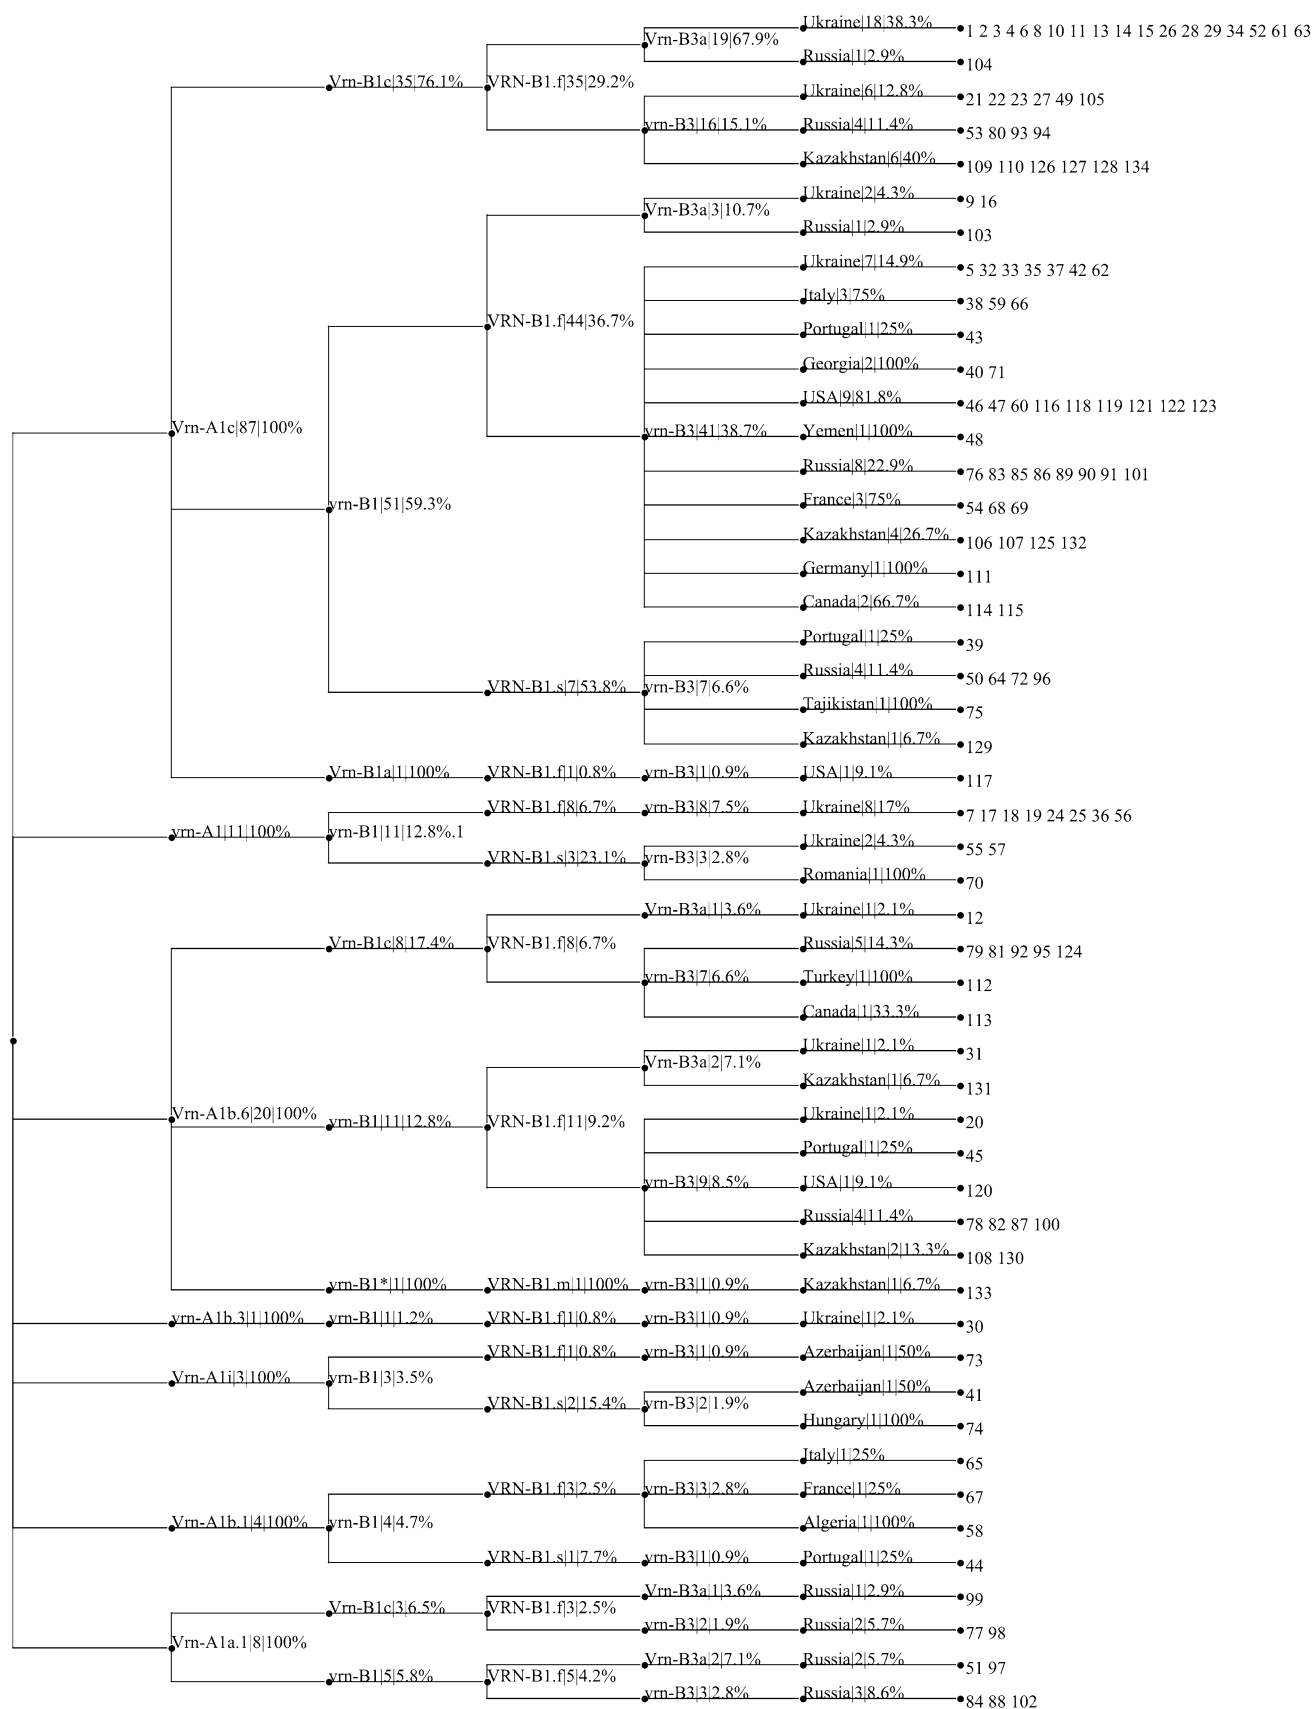 Ukraine|18|38.3% 1 2 3 4 6 8 10 11 13 14 15 26 28 29 34 52 61 63
Vrn-B3a|19|67.9%
Russia|1|2.9% 104
Vrn-B1c|35|76.1% VRN-B1.f|35|29.2%
Ukraine|6|12.8% 21 22 23 27 49 105
vrn-B3|16|15.1% Russia|4|11.4% 53 80 93 94
Kazakhstan|6|40% 109 110 126 127 128 134
Ukraine|2|4.3% 9 16
Vrn-B3a|3|10.7%
Russia|1|2.9% 103
Ukraine|7|14.9% 5 32 33 35 37 42 62
Italy|3|75% 38 59 66
VRN-B1.f|44|36.7%
Portugal|1|25% 43
Georgia|2|100% 40 71
USA|9|81.8% 46 47 60 116 118 119 121 122 123
Vrn-A1c|87|100%
vrn-B3|41|38.7% Yemen|1|100% 48
Russia|8|22.9% 76 83 85 86 89 90 91 101
vrn-B1|51|59.3%
France|3|75% 54 68 69
Kazakhstan|4|26.7% 106 107 125 132
Germany|1|100% 111
Canada|2|66.7% 114 115
Portugal|1|25% 39
Russia|4|11.4% 50 64 72 96
VRN-B1.s|7|53.8% vrn-B3|7|6.6%
Tajikistan|1|100% 75
Kazakhstan|1|6.7% 129
Vrn-B1a|1|100% VRN-B1.f|1|0.8% vrn-B3|1|0.9% USA|1|9.1% 117
VRN-B1.f|8|6.7% vrn-B3|8|7.5% Ukraine|8|17% 7 17 18 19 24 25 36 56
vrn-A1|11|100% vrn-B1|11|12.8%.1
Ukraine|2|4.3% 55 57
VRN-B1.s|3|23.1% vrn-B3|3|2.8%
Romania|1|100% 70
Vrn-B3a|1|3.6% Ukraine|1|2.1% 12
Vrn-B1c|8|17.4% VRN-B1.f|8|6.7%
Russia|5|14.3% 79 81 92 95 124
vrn-B3|7|6.6% Turkey|1|100% 112
Canada|1|33.3% 113
Ukraine|1|2.1% 31
Vrn-B3a|2|7.1%
Kazakhstan|1|6.7% 131
Vrn-A1b.6|20|100%
vrn-B1|11|12.8% VRN-B1.f|11|9.2%
Ukraine|1|2.1% 20
Portugal|1|25% 45
vrn-B3|9|8.5% USA|1|9.1% 120
Russia|4|11.4% 78 82 87 100
Kazakhstan|2|13.3% 108 130
vrn-B1*|1|100% VRN-B1.m|1|100% vrn-B3|1|0.9% Kazakhstan|1|6.7% 133
vrn-A1b.3|1|100% vrn-B1|1|1.2% VRN-B1.f|1|0.8% vrn-B3|1|0.9% Ukraine|1|2.1% 30
VRN-B1.f|1|0.8% vrn-B3|1|0.9% Azerbaijan|1|50% 73
Vrn-A1i|3|100% vrn-B1|3|3.5%
Azerbaijan|1|50% 41
VRN-B1.s|2|15.4% vrn-B3|2|1.9%
Hungary|1|100% 74
Italy|1|25% 65
VRN-B1.f|3|2.5% vrn-B3|3|2.8% France|1|25% 67
Vrn-A1b.1|4|100% vrn-B1|4|4.7%
Algeria|1|100% 58
VRN-B1.s|1|7.7% vrn-B3|1|0.9% Portugal|1|25% 44
Vrn-B3a|1|3.6% Russia|1|2.9% 99
Vrn-B1c|3|6.5% VRN-B1.f|3|2.5%
vrn-B3|2|1.9% Russia|2|5.7% 77 98
Vrn-A1a.1|8|100%
Vrn-B3a|2|7.1% Russia|2|5.7% 51 97
vrn-B1|5|5.8% VRN-B1.f|5|4.2%
vrn-B3|3|2.8% Russia|3|8.6% 84 88 102